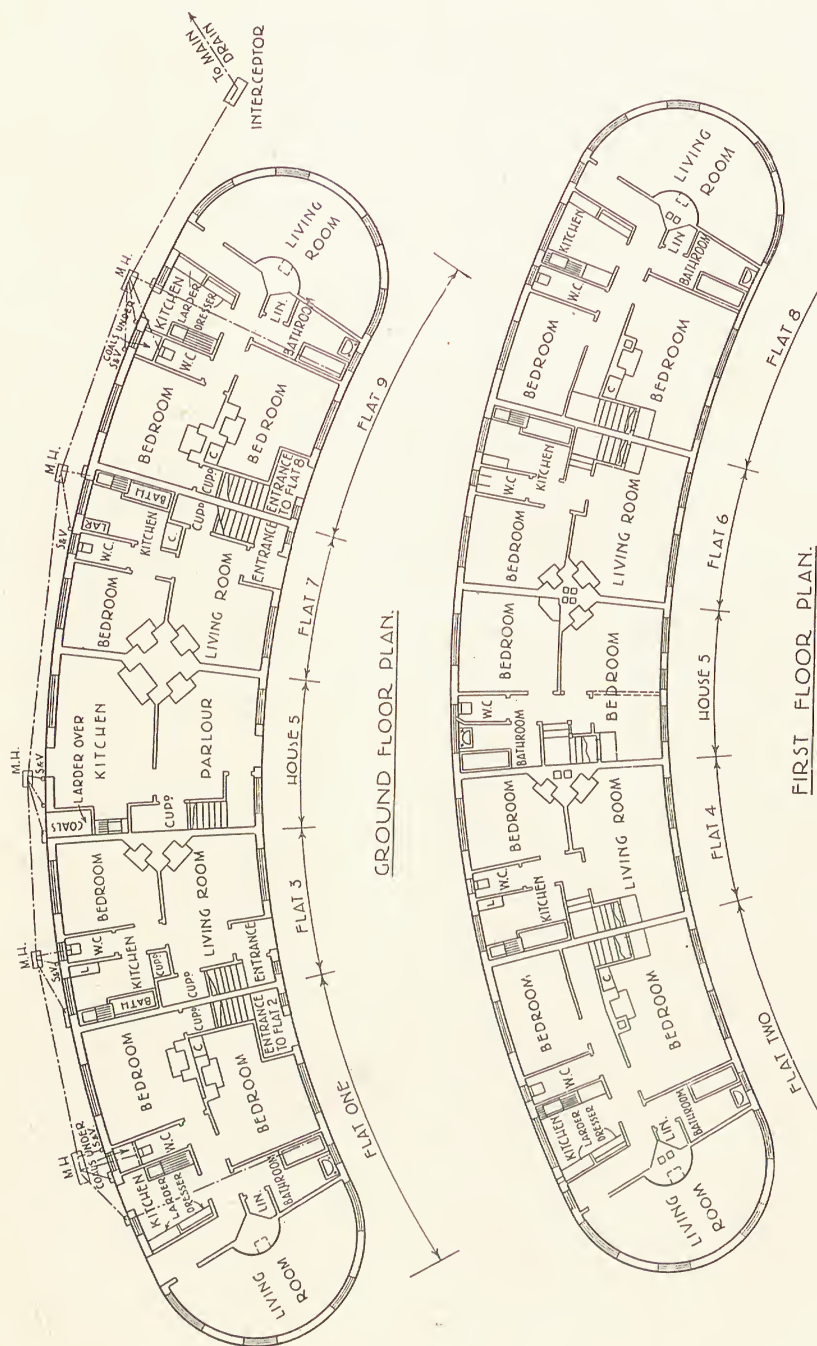 TO MAIN
DRAIN
INTERCEPTOR
M.H.
COALS UNDER
S&V
KITCHEN
LARDER
DRESSER
W.C
LIVING
ROOM
LIN.
BATHROOM
BEDROOM
BEDROOM
C
CUPD
ENTRANCE
TO FLAT 8
FLAT 9
M.H.
S&V
LAR
BATH
W.C.
KITCHEN
C.
CUPD
BEDROOM
LIVING ROOM
ENTRANCE
FLAT 7
LARDER OVER
KITCHEN
PARLOUR
COALS
CUPD
M.H.
S&V
HOUSE 5
BEDROOM
W.C
L
KITCHEN
CUPD
BATH
LIVING ROOM
CUPD
ENTRANCE
M.H.
S&V
FLAT 3
BEDROOM
C
CUPD
ENTRANCE
TO FLAT 2
BEDROOM
W.C
M.H
COALS UNDER
S&V.
KITCHEN
LARDER
DRESSER
LIN.
BATHROOM
LIVING
ROOM
FLAT ONE
GROUND FLOOR PLAN.
KITCHEN
W.C.
LIVING
ROOM
LIN.
BATHROOM
BEDROOM
BEDROOM
C
FLAT 8
W.C
KITCHEN
BEDROOM
LIVING ROOM
FLAT 6
BEDROOM
W.C
BATHROOM
BEDROOM
HOUSE 5
BEDROOM
W.C
L
KITCHEN
LIVING ROOM
FLAT 4
BEDROOM
C
BEDROOM
W.C
KITCHEN
LARDER
DRESSER
LIN.
BATHROOM
LIVING
ROOM
FLAT TWO
FIRST FLOOR PLAN.